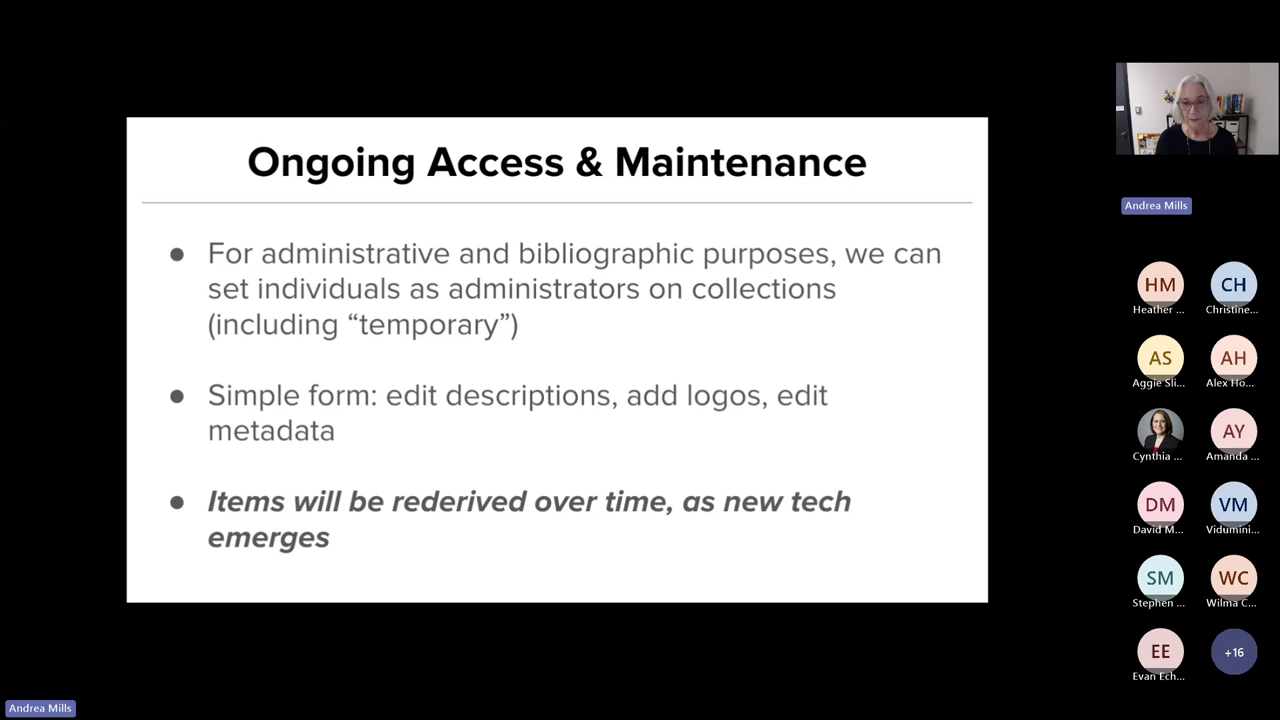 Ongoing Access & Maintenance
● For administrative and bibliographic purposes, we can
set individuals as administrators on collections
(including “temporary”)
● Simple form: edit descriptions, add logos, edit
metadata
● Items will be rederived over time, as new tech
emerges
Andrea Mills
HM
CH
Heather ...
Christine...
AS
AH
Aggie Sli...
Alex Ho...
AY
Cynthia ...
Amanda ...
DM
VM
David M...
Vidumini...
SM
WC
Stephen ...
Wilma C...
EE
+16
Evan Ech...
Andrea Mills